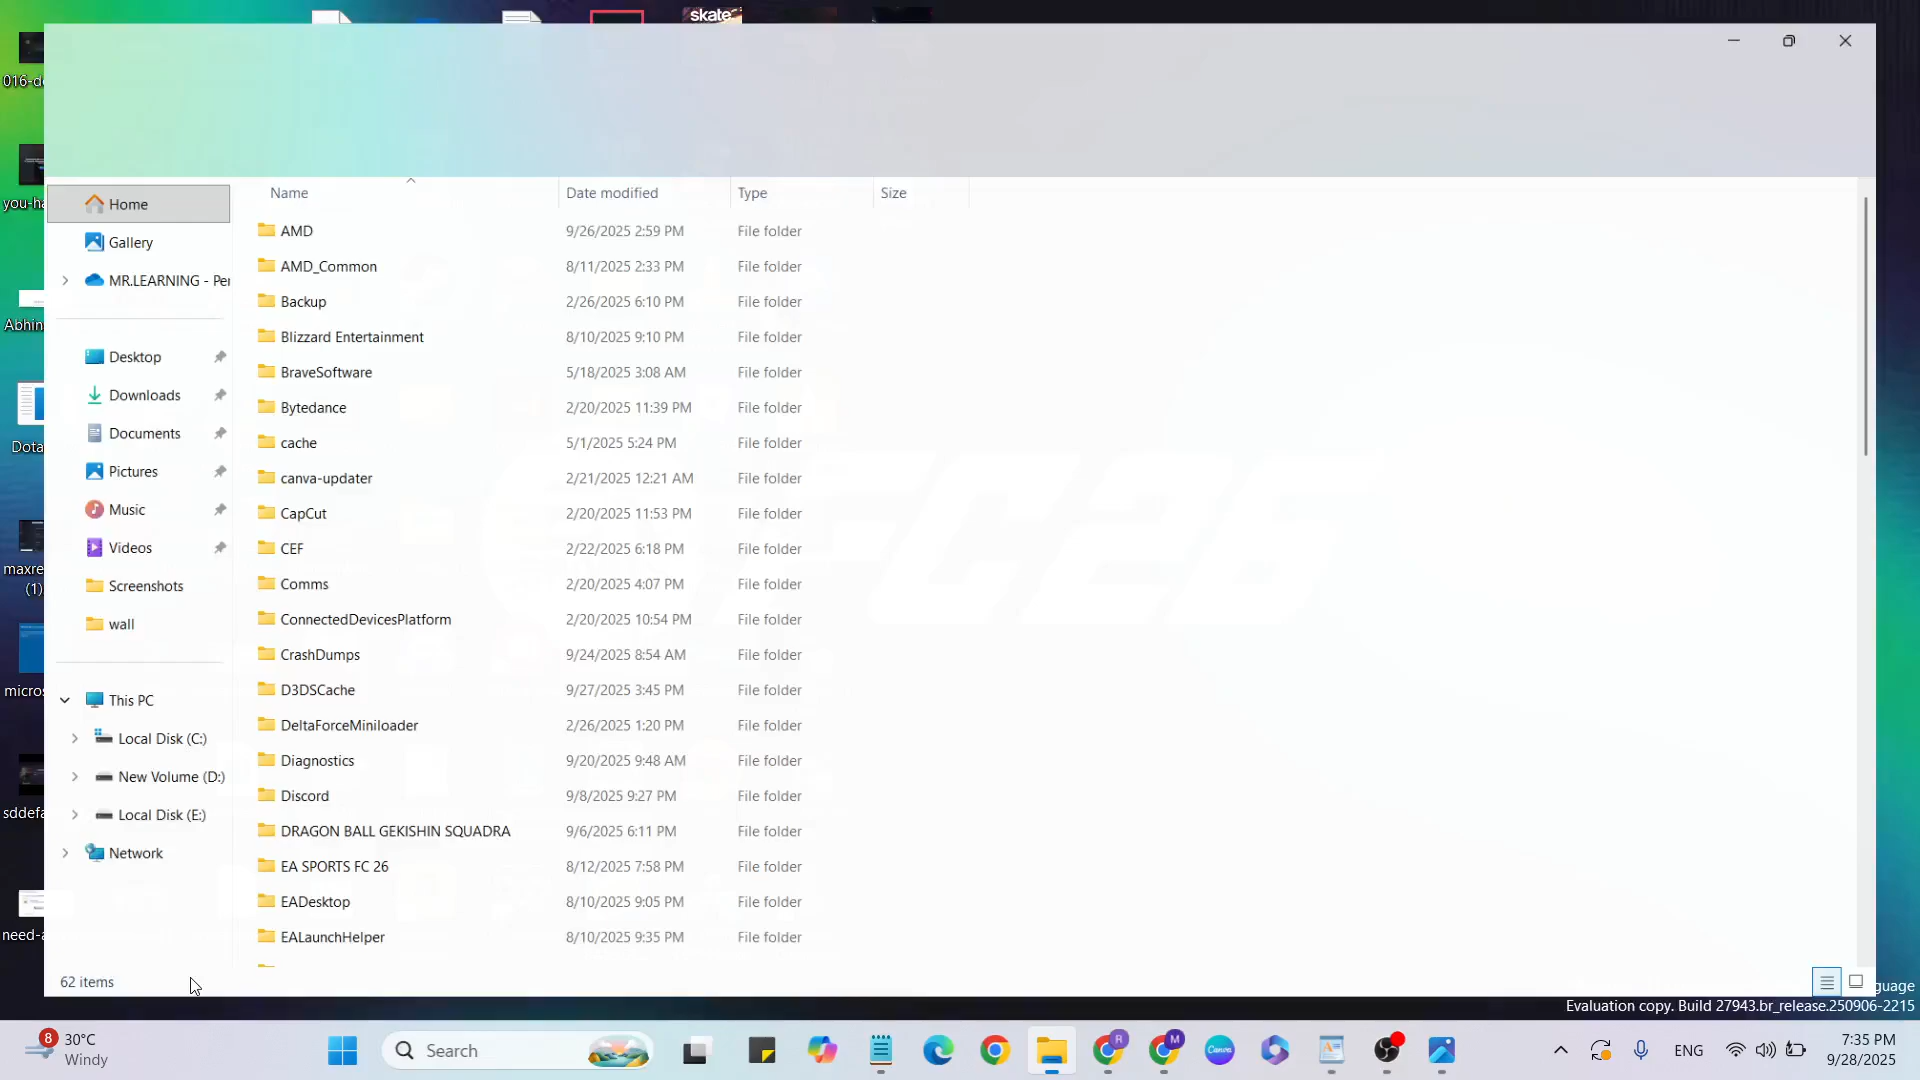 skate.
016-de
you-ha
Abhin
Dota
maxre
(1)
micros
sddefa
need-a
Home
Gallery
MR.LEARNING - Per
Desktop
Downloads
Documents
Pictures
Music
Videos
Screenshots
wall
This PC
Local Disk (C:)
New Volume (D:)
Local Disk (E:)
Network
Name Date modified Type Size
AMD 9/26/2025 2:59 PM File folder
AMD_Common 8/11/2025 2:33 PM File folder
Backup 2/26/2025 6:10 PM File folder
Blizzard Entertainment 8/10/2025 9:10 PM File folder
BraveSoftware 5/18/2025 3:08 AM File folder
Bytedance 2/20/2025 11:39 PM File folder
cache 5/1/2025 5:24 PM File folder
canva-updater 2/21/2025 12:21 AM File folder
CapCut 2/20/2025 11:53 PM File folder
CEF 2/22/2025 6:18 PM File folder
Comms 2/20/2025 4:07 PM File folder
ConnectedDevicesPlatform 2/20/2025 10:54 PM File folder
CrashDumps 9/24/2025 8:54 AM File folder
D3DSCache 9/27/2025 3:45 PM File folder
DeltaForceMiniloader 2/26/2025 1:20 PM File folder
Diagnostics 9/20/2025 9:48 AM File folder
Discord 9/8/2025 9:27 PM File folder
DRAGON BALL GEKISHIN SQUADRA 9/6/2025 6:11 PM File folder
EA SPORTS FC 26 8/12/2025 7:58 PM File folder
EADesktop 8/10/2025 9:05 PM File folder
EALaunchHelper 8/10/2025 9:35 PM File folder
FC26
62 items
guage
Evaluation copy. Build 27943.br_release.250906-2215
8
30°C
Windy
Search
R
M
Canva
ENG
7:35 PM
9/28/2025